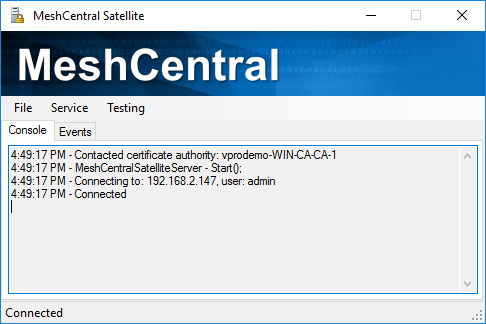 MeshCentral Satellite
MeshCentral
File Service Testing
Console Events
4:49:17 PM - Contacted certificate authority: vprodemo-WIN-CA-CA-1
4:49:17 PM - MeshCentralSatelliteServer - Start();
4:49:17 PM - Connecting to: 192.168.2.147, user: admin
4:49:17 PM - Connected
Connected